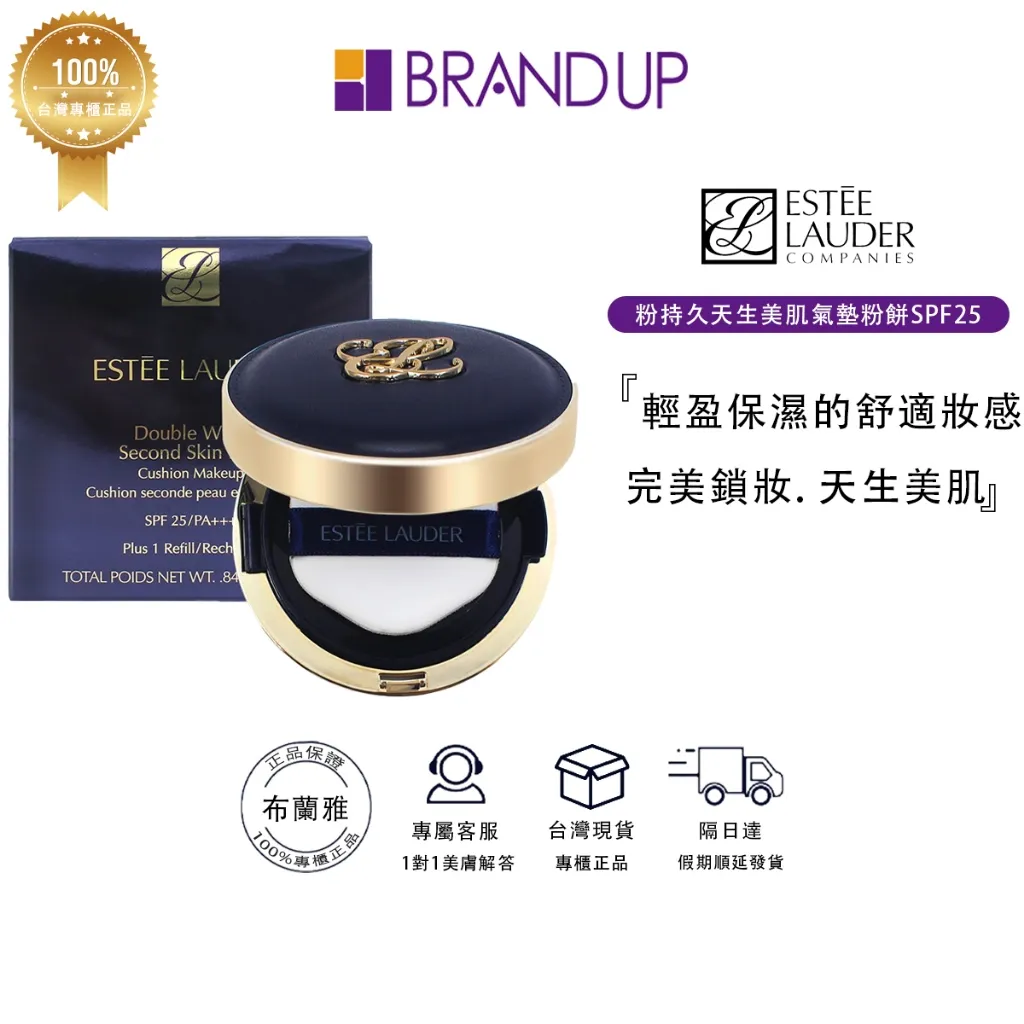 100%
台灣專櫃正品
BRANDUP
ESTĒE
LAUDER
COMPANIES
粉持久天生美肌氣墊粉餅SPF25
『輕盈保濕的舒適妝感
完美鎖妝.天生美肌』
ESTĒE LAU
Double W
Second Skin
Cushion Makeup
Cushion seconde peau e
SPF 25/PA+++
Plus 1 Refill/Rech
TOTAL POIDS NET WT. .84
ESTĒE LAUDER
正品保證
布蘭雅
100%專櫃正品
專屬客服
1對1美膚解答
台灣現貨
專櫃正品
隔日達
假期順延發貨